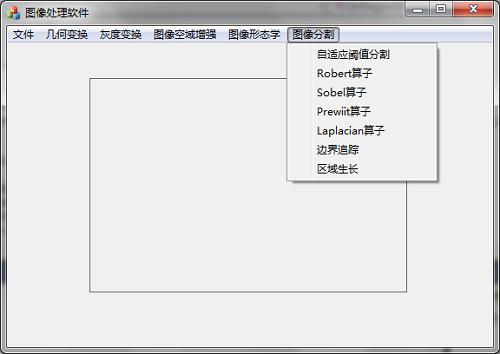 图像处理软件
文件 几何变换 灰度变换 图像空域增强 图像形态学 图像分割
自适应阈值分割
Robert算子
Sobel算子
Prewiit算子
Laplacian算子
边界追踪
区域生长